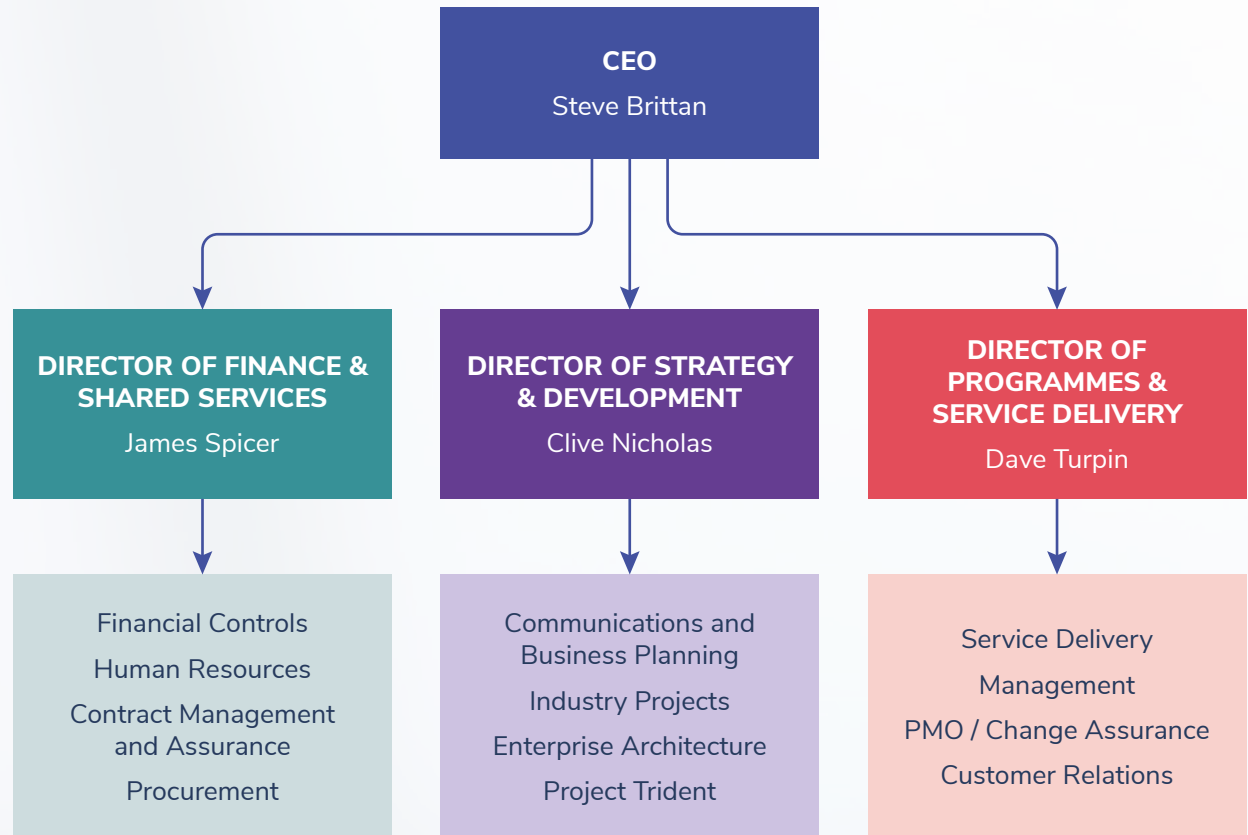 CEO
Steve Brittan
DIRECTOR OF FINANCE &
SHARED SERVICES
James Spicer
DIRECTOR OF STRATEGY
& DEVELOPMENT
Clive Nicholas
DIRECTOR OF
PROGRAMMES &
SERVICE DELIVERY
Dave Turpin
Financial Controls
Human Resources
Contract Management
and Assurance
Procurement
Communications and
Business Planning
Industry Projects
Enterprise Architecture
Project Trident
Service Delivery
Management
PMO / Change Assurance
Customer Relations